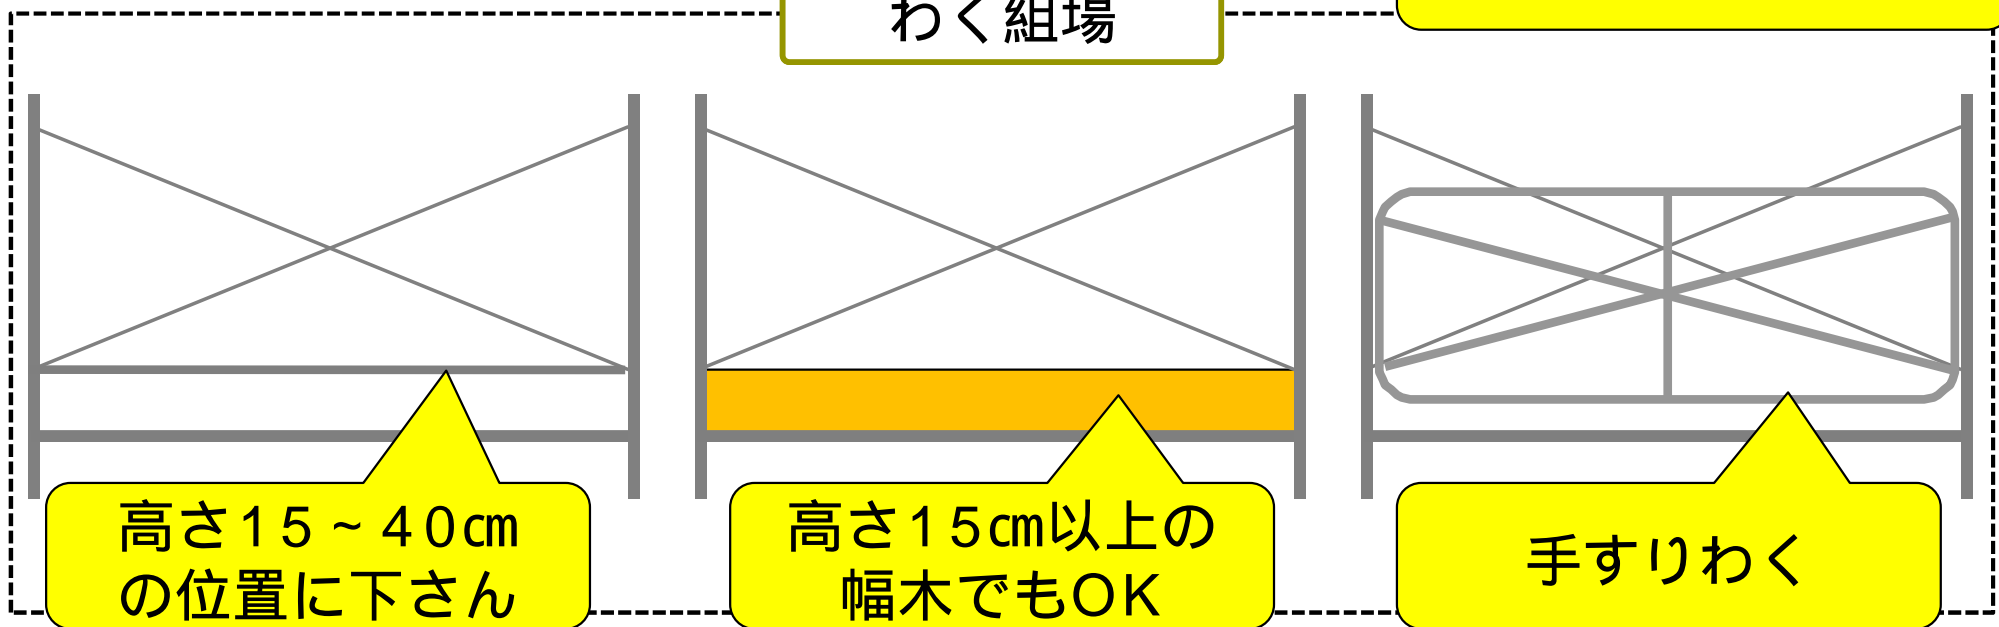 わく組場
高さ15~40㎝
の位置に下さん
高さ15㎝以上の
幅木でもOK
手すりわく